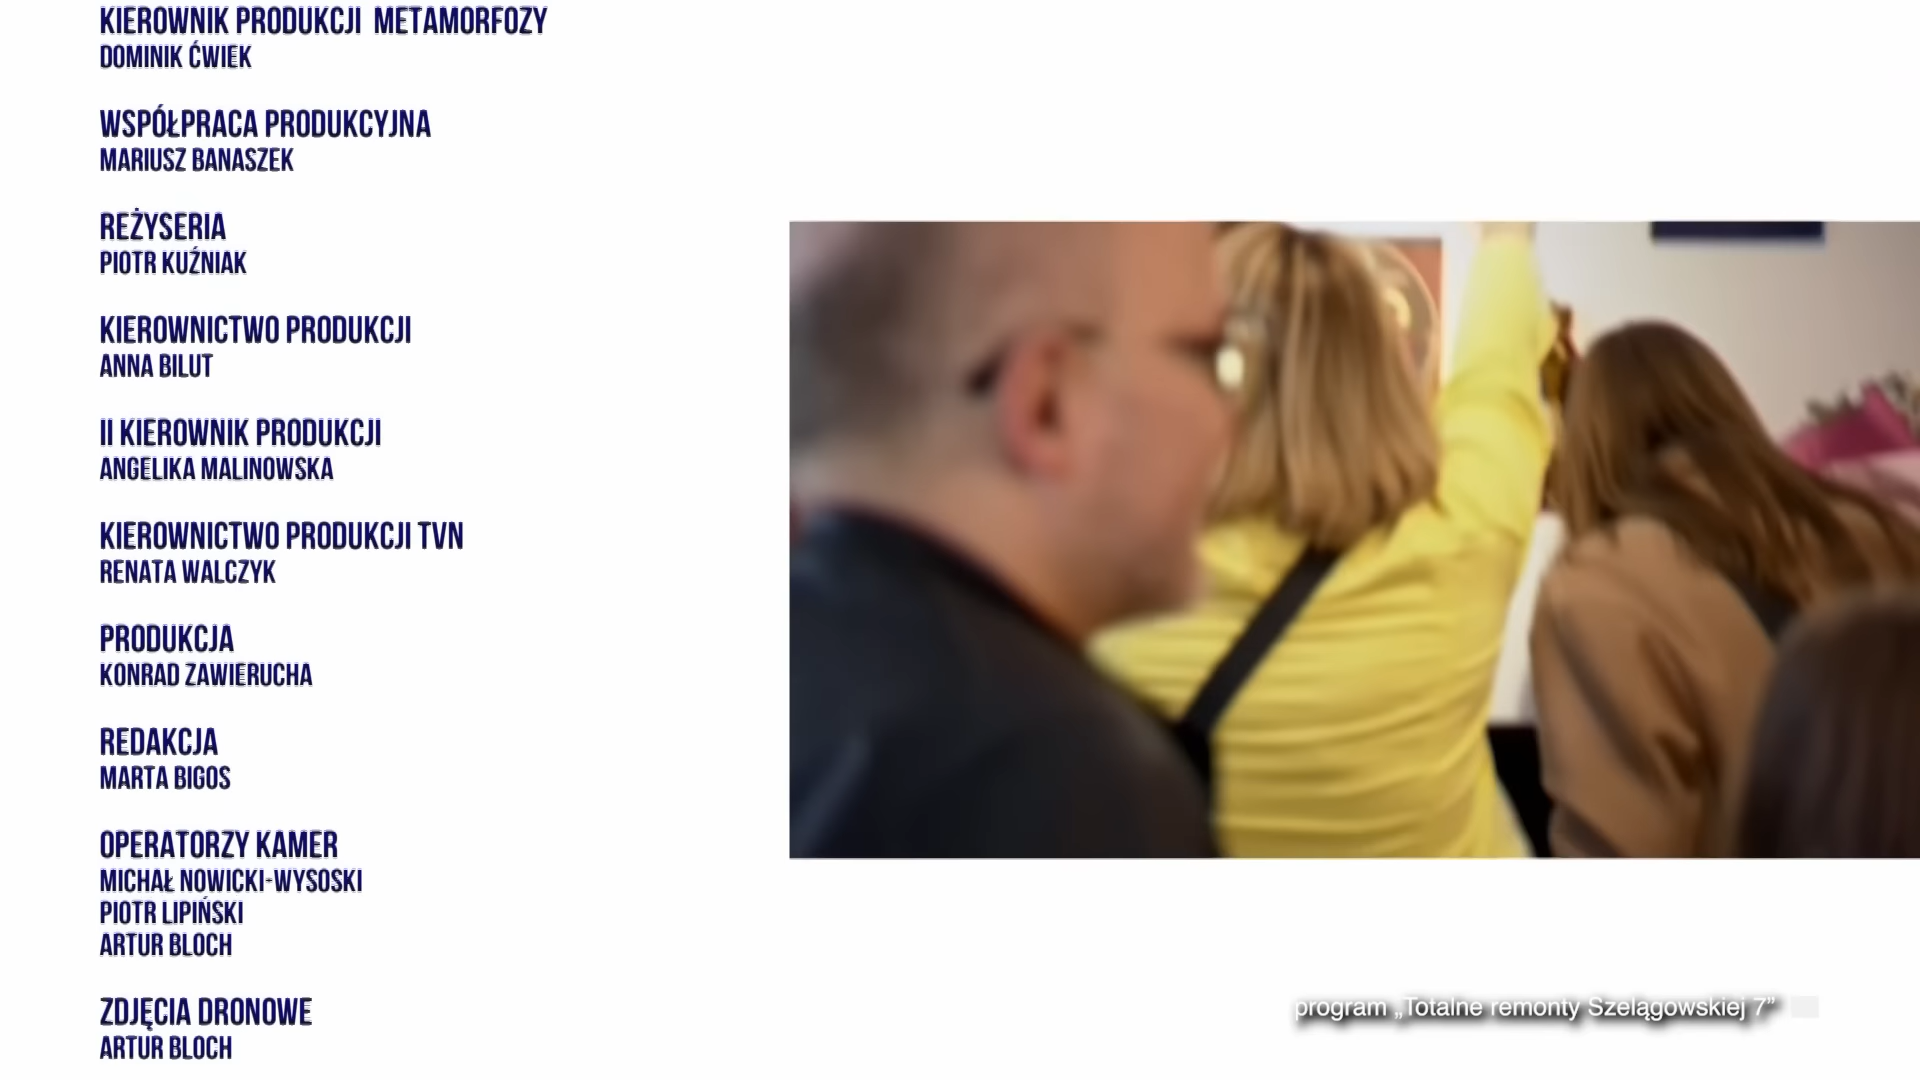 KIEROWNIK PRODUKCJI METAMORFOZY
DOMINIK ĆWIEK
WSPÓŁPRACA PRODUKCYJNA
MARIUSZ BANASZEK
REŻYSERIA
PIOTR KUŹNIAK
KIEROWNICTWO PRODUKCJI
ANNA BILUT
II KIEROWNIK PRODUKCJI
ANGELIKA MALINOWSKA
KIEROWNICTWO PRODUKCJI TVN
RENATA WALCZYK
PRODUKCJA
KONRAD ZAWIERUCHA
REDAKCJA
MARTA BIGOS
OPERATORZY KAMER
MICHAŁ NOWICKI-WYSOSKI
PIOTR LIPIŃSKI
ARTUR BLOCH
ZDJĘCIA DRONOWE
ARTUR BLOCH
program „Totalne remonty Szelągowskiej 7”